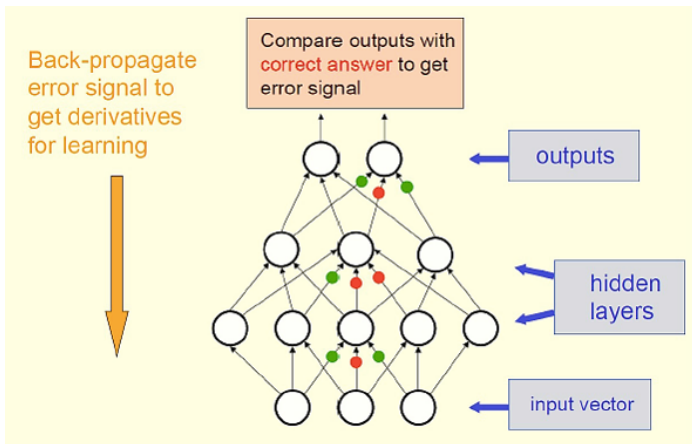 Back-propagate
error signal to
get derivatives
for learning
Compare outputs with
correct answer to get
error signal
outputs
hidden
layers
input vector